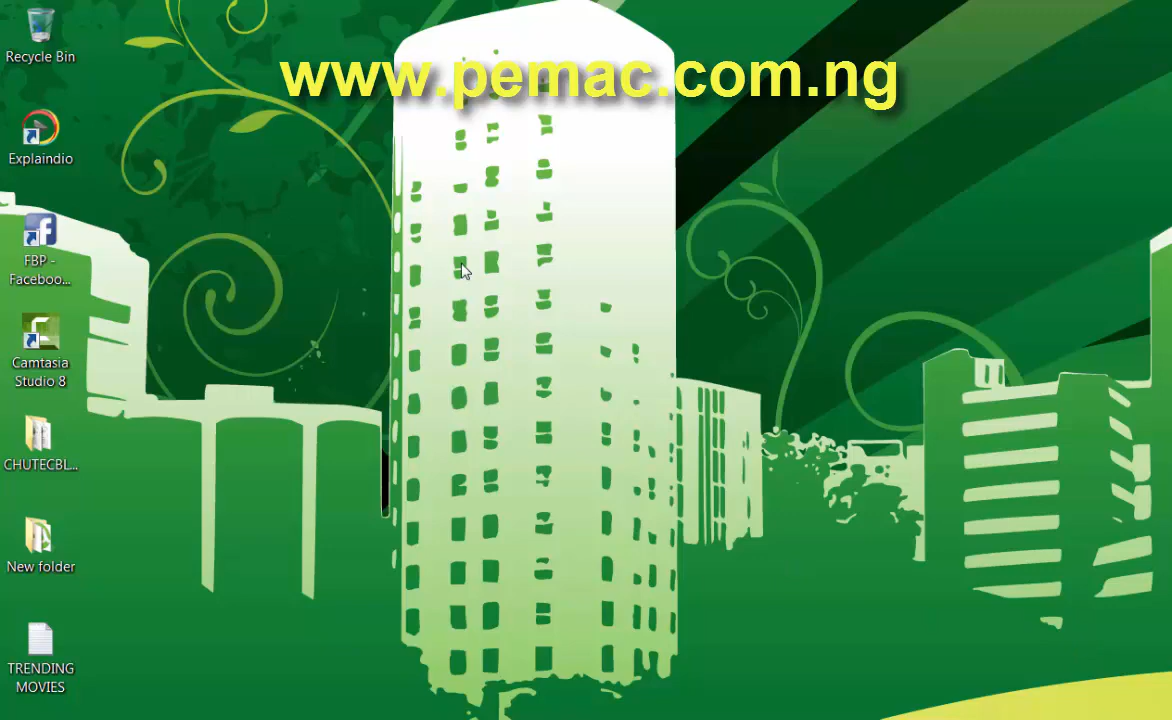 www.pemac.com.ng
Recycle Bin
Explaindio
FBP -
Faceboo...
Camtasia
Studio 8
CHUTECBL...
New folder
TRENDING
MOVIES